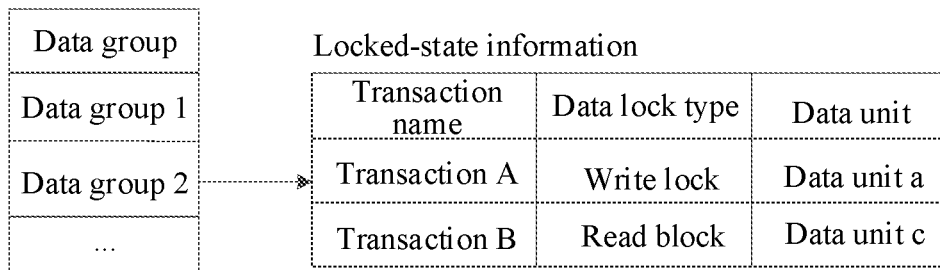 Data group
Data group 1
Data group 2
...
Locked-state information
Transaction name
Data lock type
Data unit
Transaction A
Write lock
Data unit a
Transaction B
Read block
Data unit c